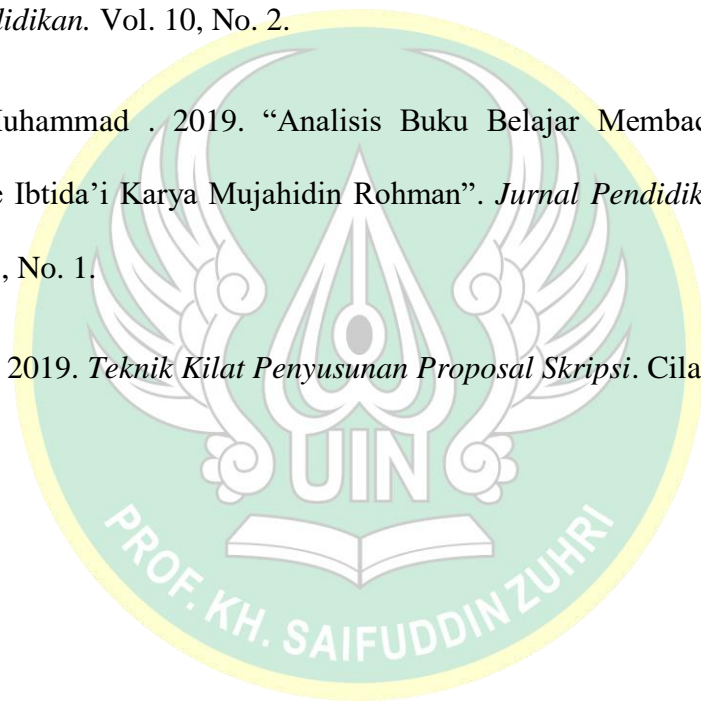 didikan. Vol. 10, No. 2.
uhammad . 2019. “Analisis Buku Belajar Membac
e Ibtida’i Karya Mujahidin Rohman”. Jurnal Pendidik
, No. 1.
2019. Teknik Kilat Penyusunan Proposal Skripsi. Cila
UIN
PROF. KH. SAIFUDDIN ZUHRI